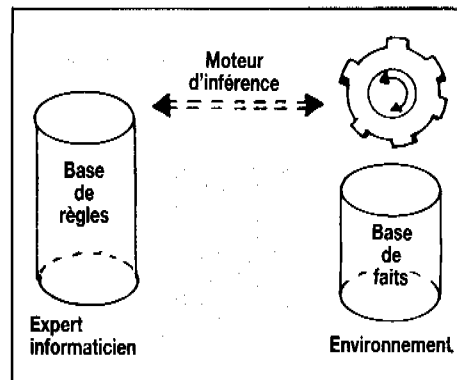 Moteur
d'inférence
Base
de
règles
Base
de
faits
Expert
informaticien
Environnement.